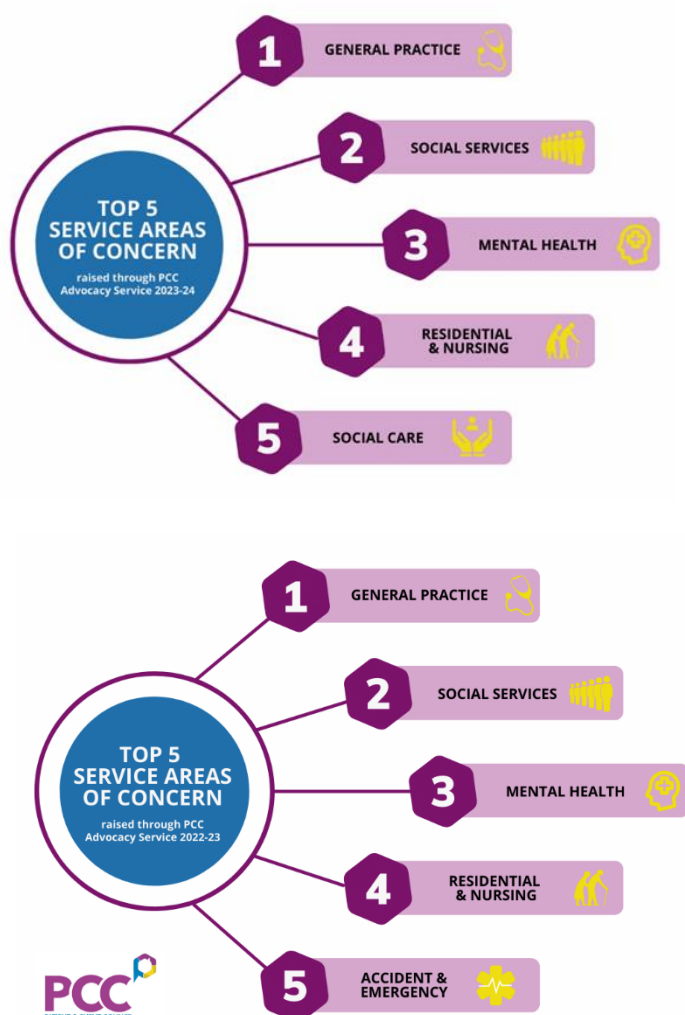 1
GENERAL PRACTICE
2
SOCIAL SERVICES
TOP 5
SERVICE AREAS
OF CONCERN
raised through PCC
Advocacy Service 2023-24
3
MENTAL HEALTH
4
RESIDENTIAL
& NURSING
5
SOCIAL CARE
1
GENERAL PRACTICE
2
SOCIAL SERVICES
TOP 5
SERVICE AREAS
OF CONCERN
raised through PCC
Advocacy Service 2022-23
3
MENTAL HEALTH
4
RESIDENTIAL
& NURSING
5
ACCIDENT &
EMERGENCY
PCC